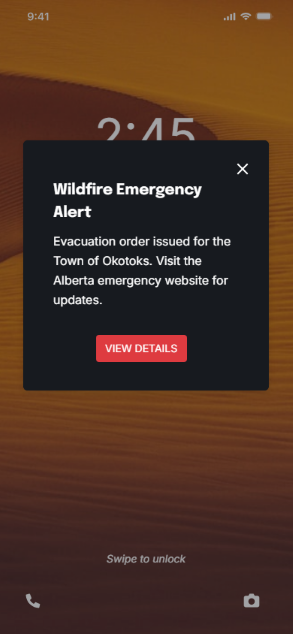 9:41
2:45
Wildfire Emergency
Alert
Evacuation order issued for the
Town of Okotoks. Visit the
Alberta emergency website for
updates.
VIEW DETAILS
Swipe to unlock